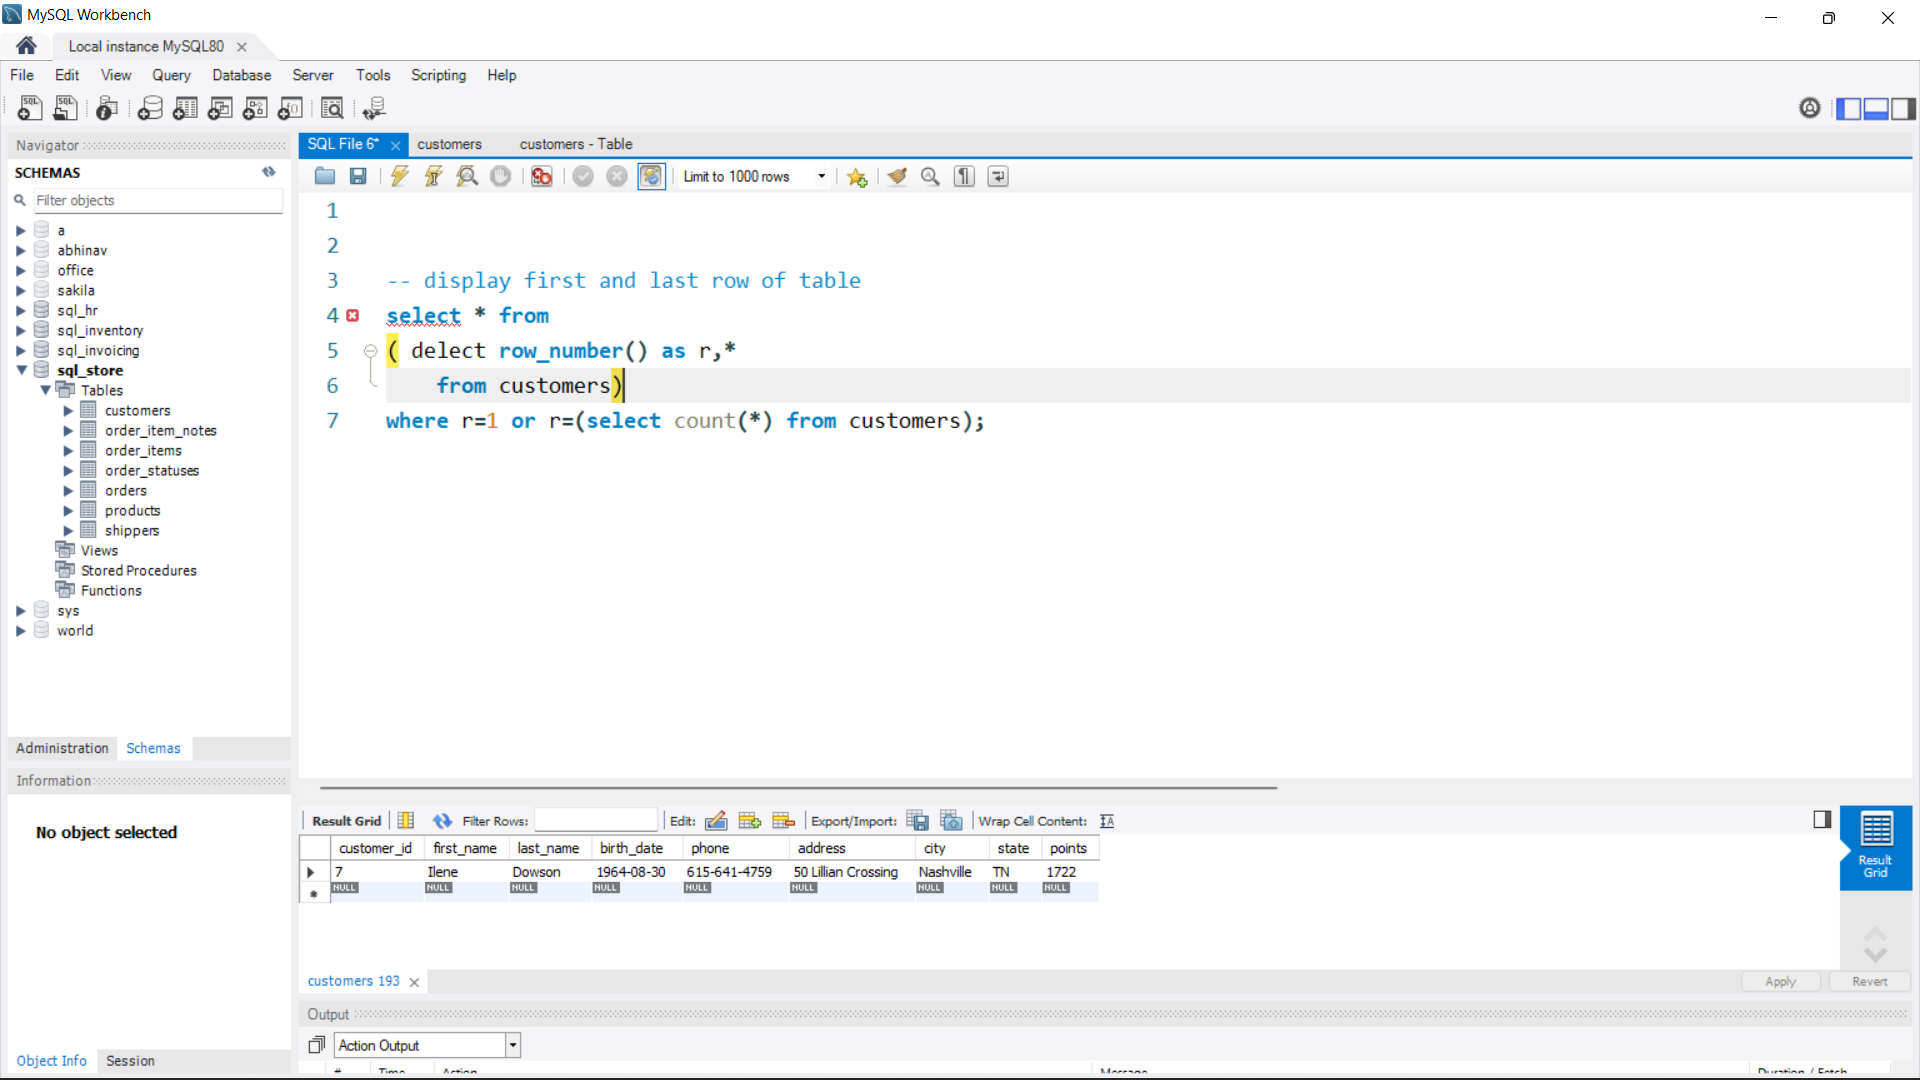 MySQL Workbench
Local instance MySQL80
File Edit View Query Database Server Tools Scripting Help
Navigator
SCHEMAS
Filter objects
a
abhinav
office
sakila
sql_hr
sql_inventory
sql_invoicing
sql_store
Tables
customers
order_item_notes
order_items
order_statuses
orders
products
shippers
Views
Stored Procedures
Functions
sys
world
Administration Schemas
Information
No object selected
Object Info Session
SQL File 6* customers customers - Table
Limit to 1000 rows
1
2
3 -- display first and last row of table
4 select * from
5 ( delect row_number() as r,*
6 from customers)
7 where r=1 or r=(select count(*) from customers);
Result Grid Filter Rows: Edit: Export/Import: Wrap Cell Content:
customer_id first_name last_name birth_date phone address city state points
7 Ilene Dowson 1964-08-30 615-641-4759 50 Lillian Crossing Nashville TN 1722
NULL NULL NULL NULL NULL NULL NULL NULL NULL
Result Grid
customers 193
Apply Revert
Output
Action Output
# Time Action Message Duration / Fetch